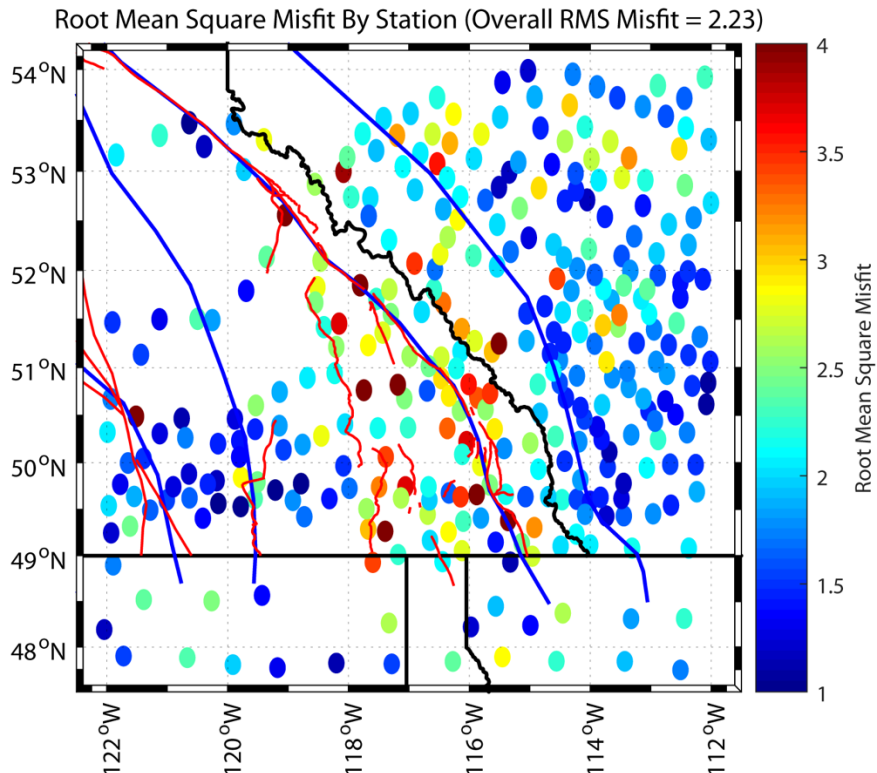 Root Mean Square Misfit By Station (Overall RMS Misfit = 2.23)
54°N
53°N
52°N
51°N
50°N
49°N
48°N
122°W
120°W
118°W
116°W
114°W
112°W
4
3.5
3
2.5
2
1.5
1
Root Mean Square Misfit